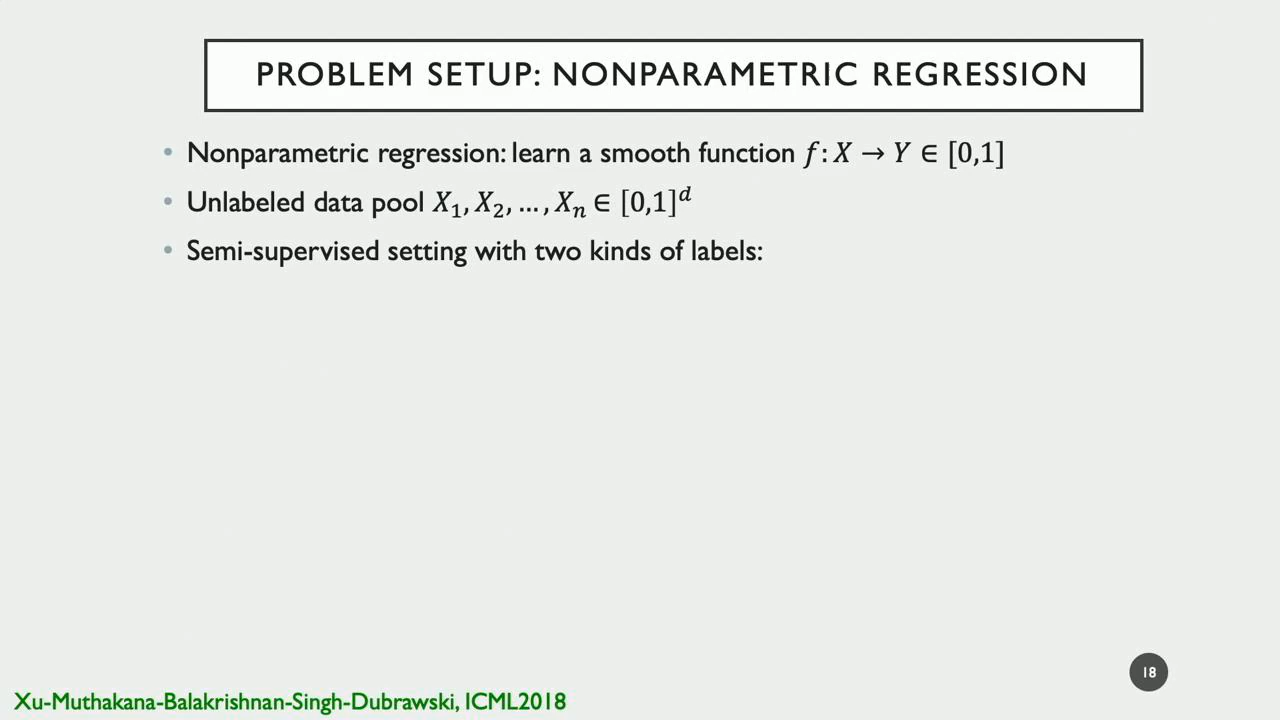 PROBLEM SETUP: NONPARAMETRIC REGRESSION
• Nonparametric regression: learn a smooth function f: X → Y ∈ [0,1]
• Unlabeled data pool X₁, X₂, …, Xₙ ∈ [0,1]ᵈ
• Semi-supervised setting with two kinds of labels:
18
Xu-Muthakana-Balakrishnan-Singh-Dubrawski, ICML2018